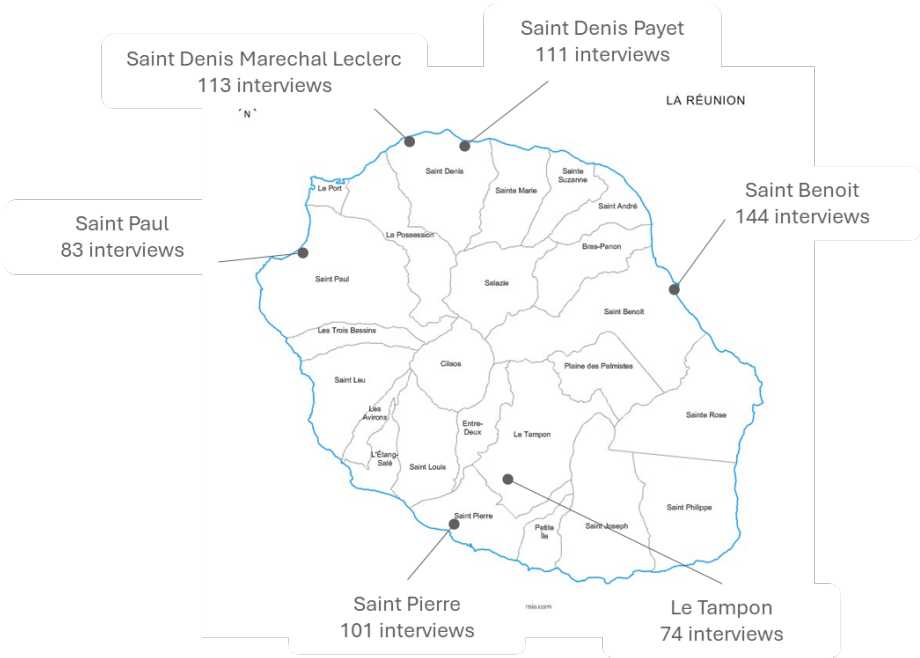 Saint Denis Payet
111 interviews
Saint Denis Marechal Leclerc
113 interviews
LA RÉUNION
N
Saint Denis
Sainte Marie
Sainte
Suzanne
Le Port
Saint André
Saint Benoit
144 interviews
Saint Paul
83 interviews
La Possession
Bras-Panon
Saint Paul
Salazie
Saint Benoit
Les Trois Bassins
Cilaos
Plaine des Palmistes
Saint Leu
Les
Avirons
Sainte Rose
Entre-
Deux
Le Tampon
L'Étang-
Salé
Saint Louis
Saint Philippe
Saint Pierre
Petite
Île
Saint Joseph
Saint Pierre
101 interviews
Le Tampon
74 interviews